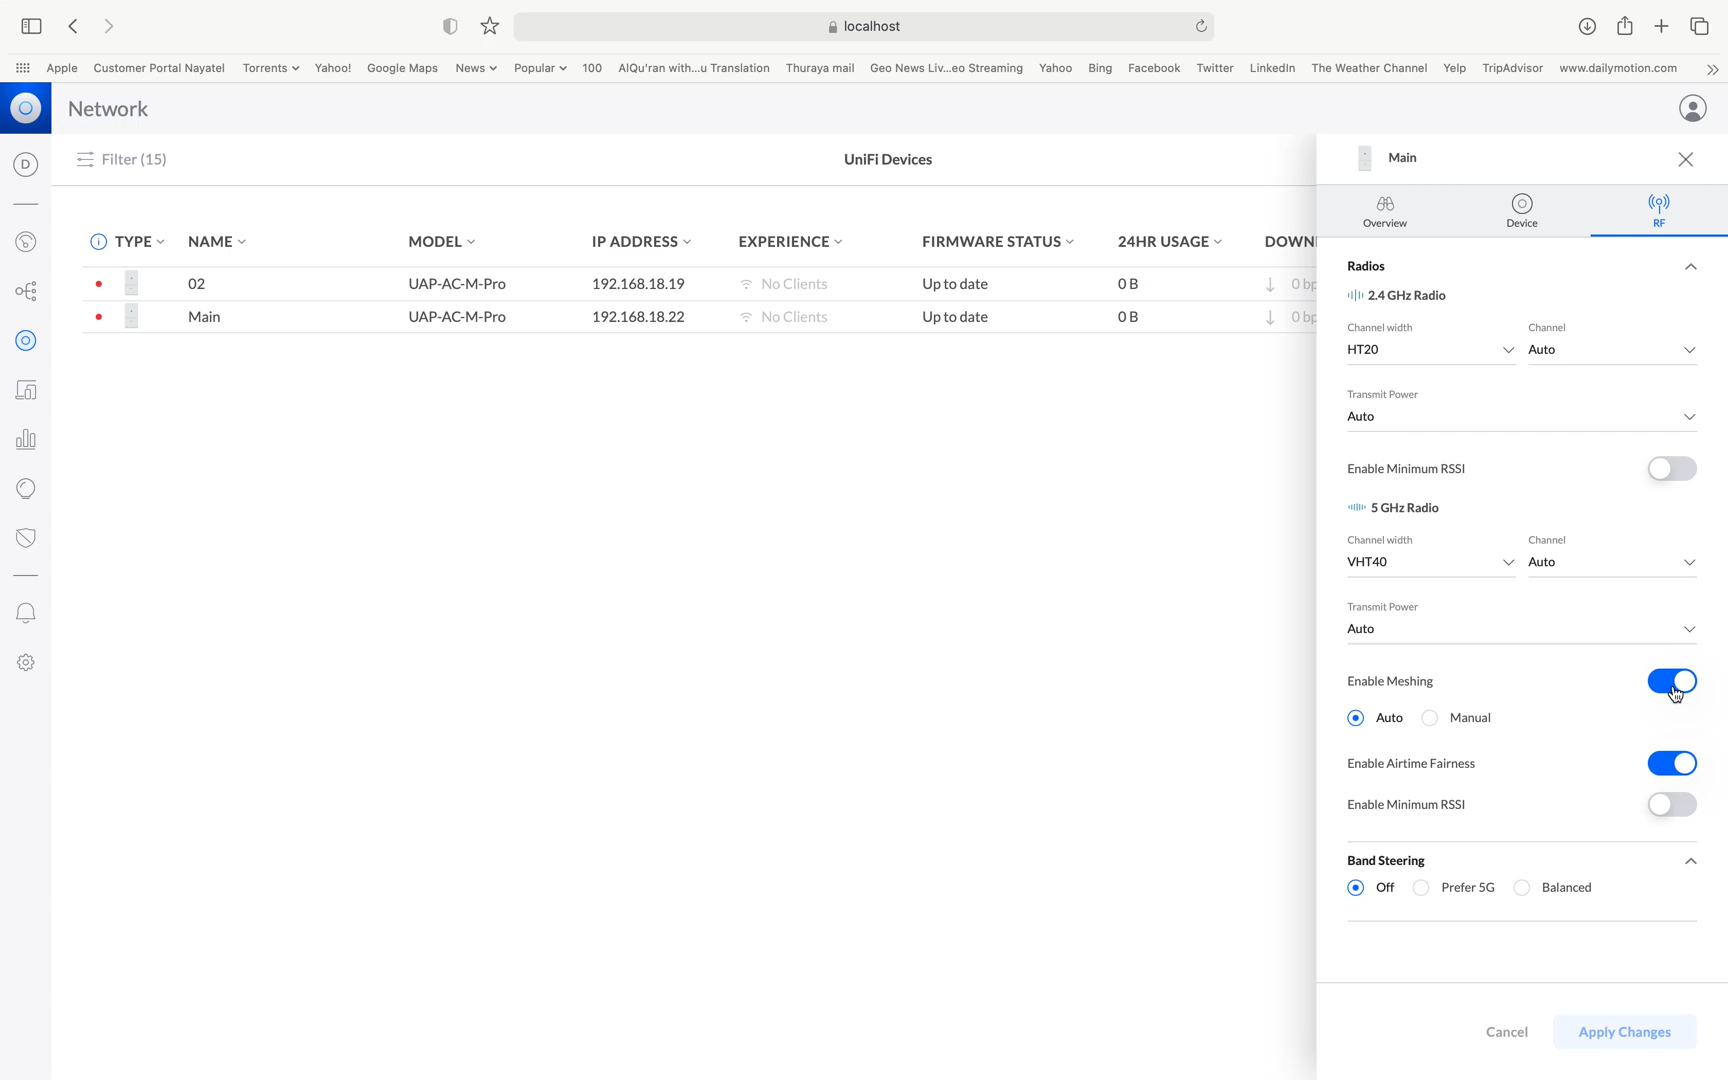 localhost
Apple Customer Portal Nayatel Torrents Yahoo! Google Maps News Popular 100 AlQu'ran with...u Translation Thuraya mail Geo News Liv...eo Streaming Yahoo Bing Facebook Twitter LinkedIn The Weather Channel Yelp TripAdvisor www.dailymotion.com
Network
D
Filter (15)
UniFi Devices
TYPE NAME MODEL IP ADDRESS EXPERIENCE FIRMWARE STATUS 24HR USAGE DOWN
02 UAP-AC-M-Pro 192.168.18.19 No Clients Up to date 0 B 0 bp
Main UAP-AC-M-Pro 192.168.18.22 No Clients Up to date 0 B 0 bp
Main
Overview Device RF
Radios
2.4 GHz Radio
Channel width Channel
HT20 Auto
Transmit Power
Auto
Enable Minimum RSSI
5 GHz Radio
Channel width Channel
VHT40 Auto
Transmit Power
Auto
Enable Meshing
Auto Manual
Enable Airtime Fairness
Enable Minimum RSSI
Band Steering
Off Prefer 5G Balanced
Cancel Apply Changes